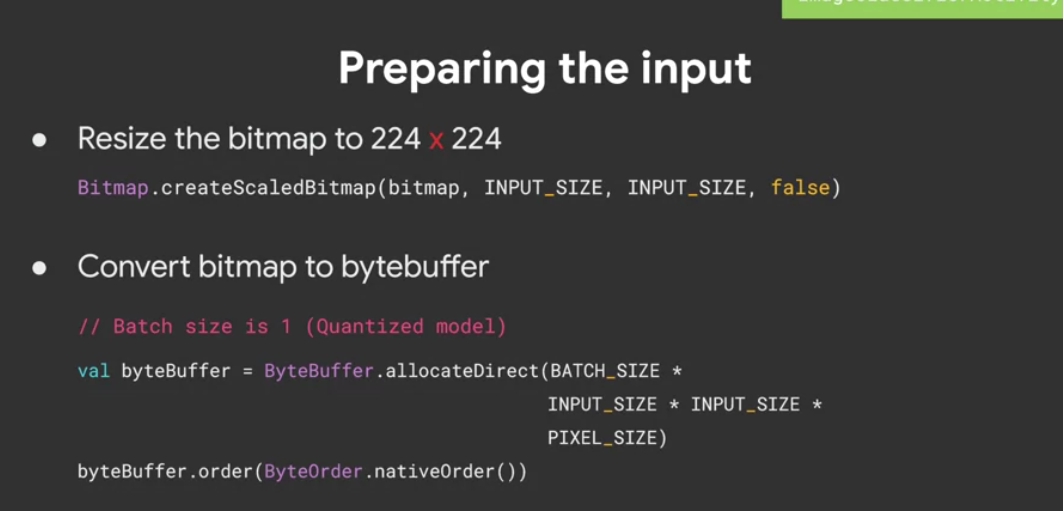 Preparing the input
● Resize the bitmap to 224 x 224
Bitmap.createScaledBitmap(bitmap, INPUT_SIZE, INPUT_SIZE, false)
● Convert bitmap to bytebuffer
// Batch size is 1 (Quantized model)
val byteBuffer = ByteBuffer.allocateDirect(BATCH_SIZE *
INPUT_SIZE * INPUT_SIZE *
PIXEL_SIZE)
byteBuffer.order(ByteOrder.nativeOrder())